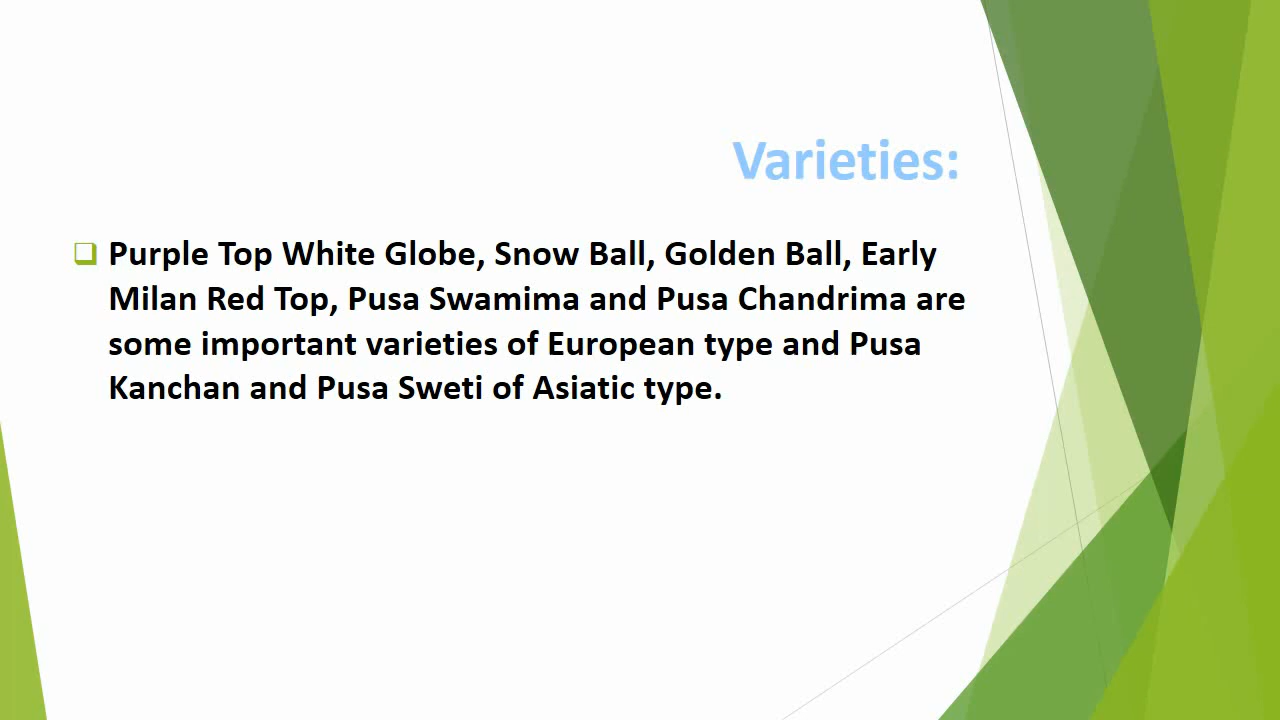 Varieties:
Purple Top White Globe, Snow Ball, Golden Ball, Early
Milan Red Top, Pusa Swamima and Pusa Chandrima are
some important varieties of European type and Pusa
Kanchan and Pusa Sweti of Asiatic type.